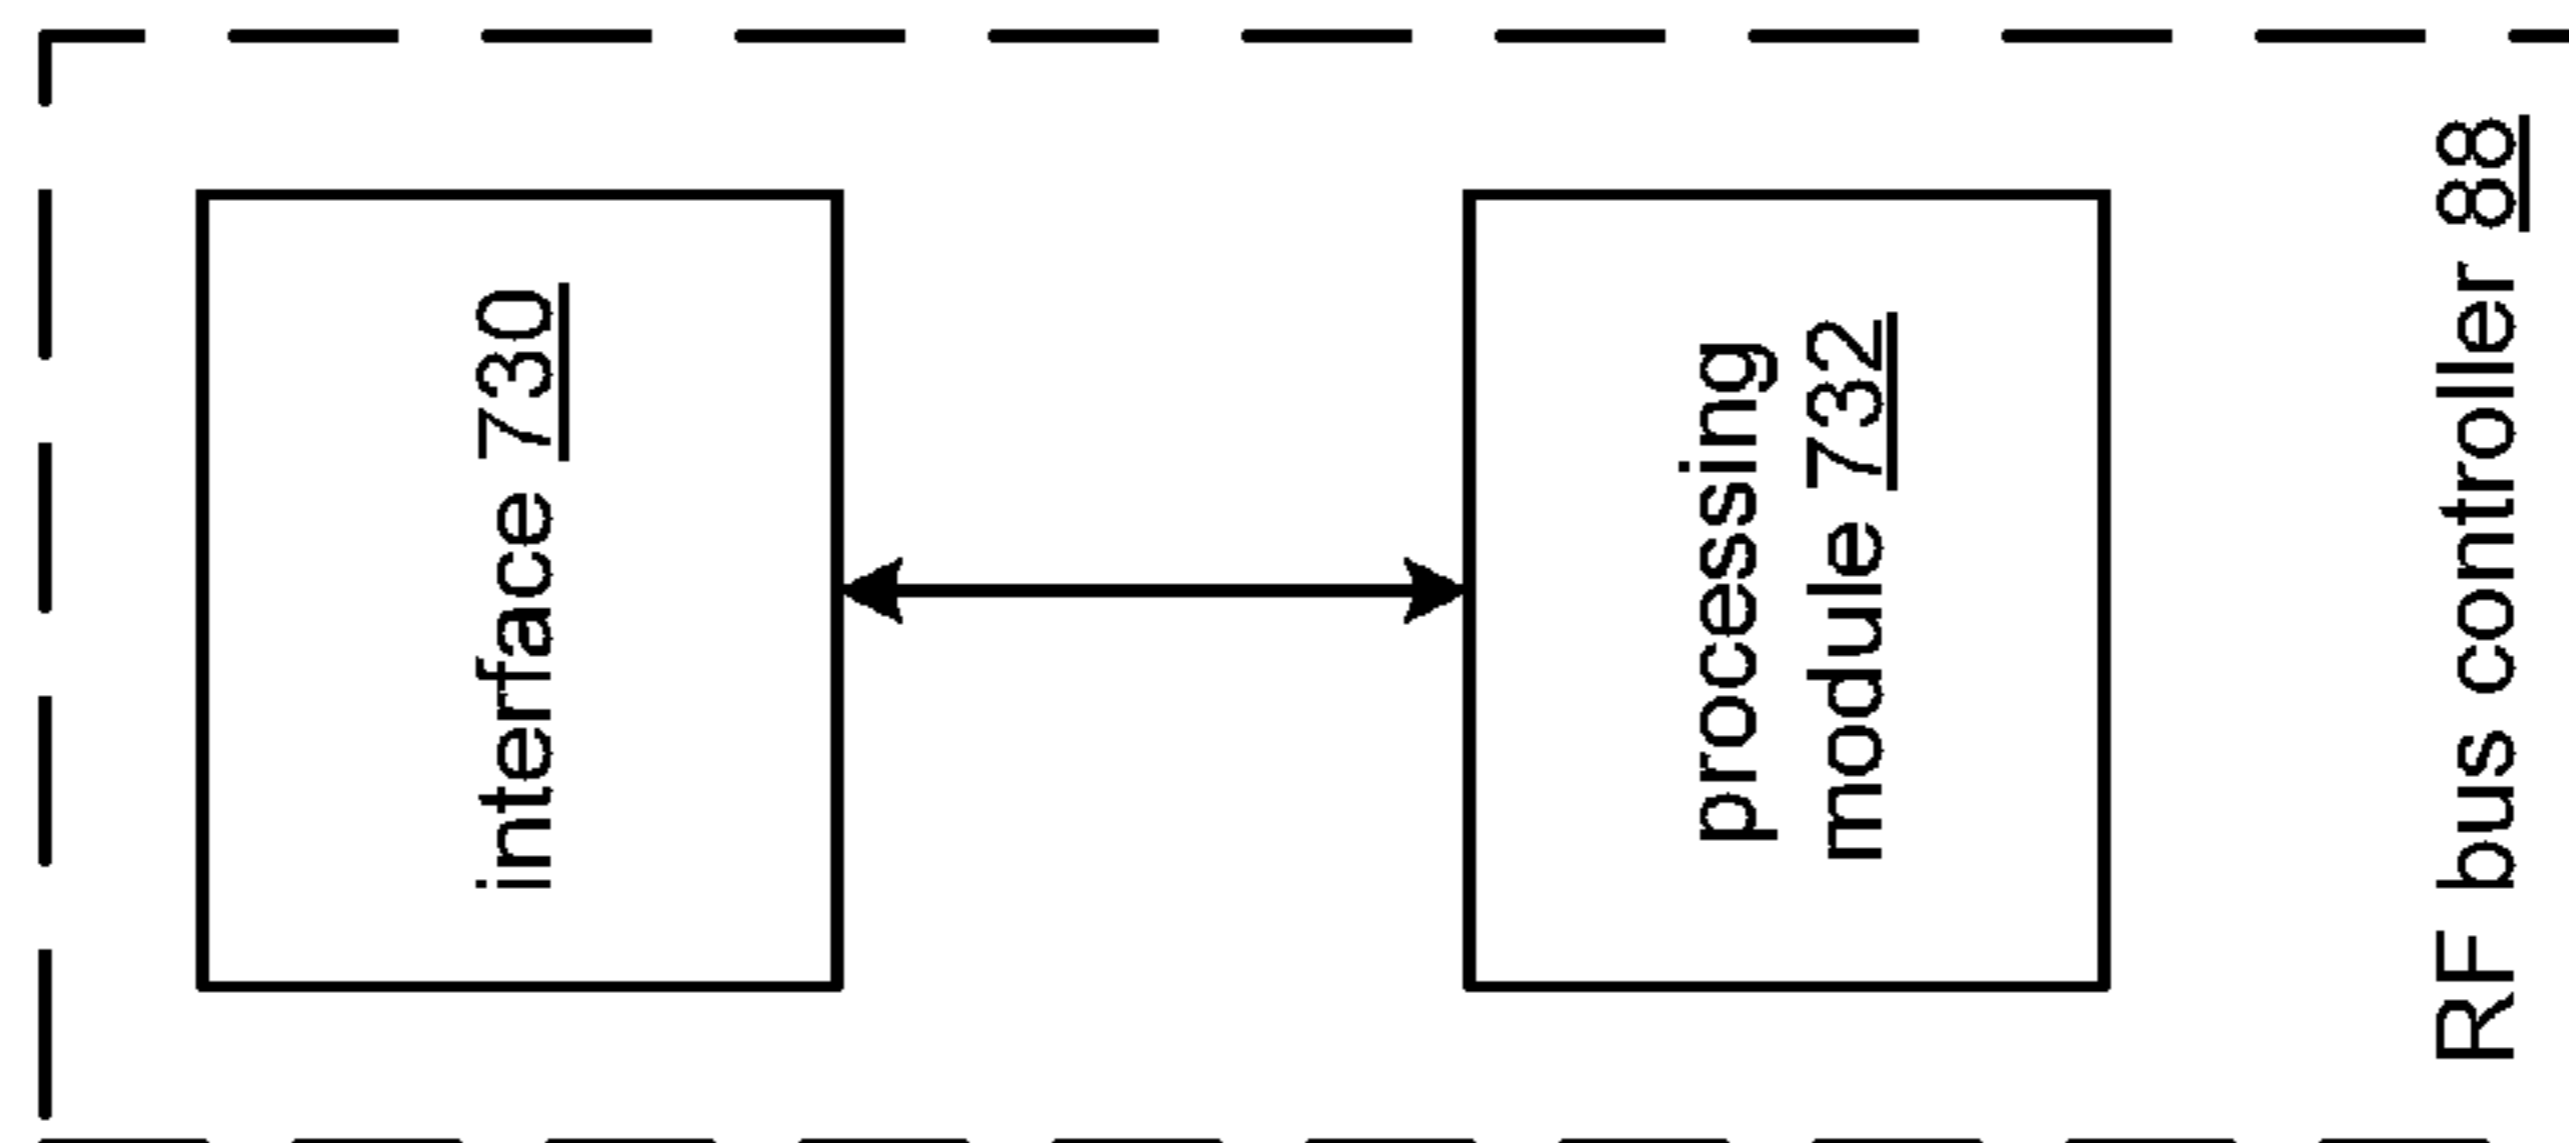 interface 730
processing
module 732
RF bus controller 88